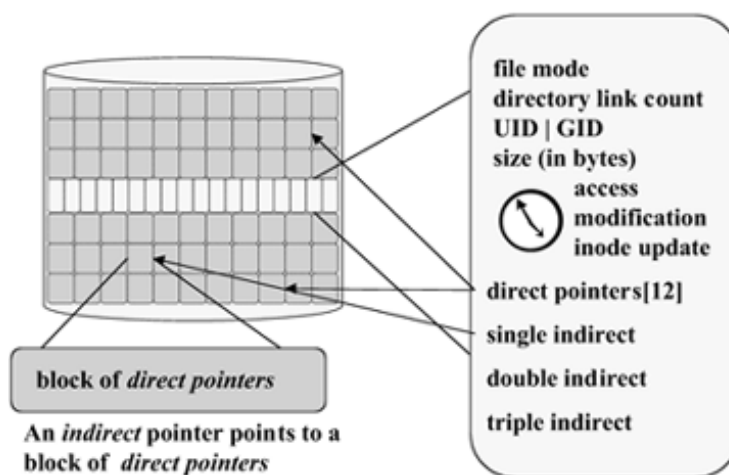 file mode
directory link count
UID | GID
size (in bytes)
access
modification
inode update
direct pointers[12]
single indirect
double indirect
triple indirect
block of direct pointers
An indirect pointer points to a
block of direct pointers